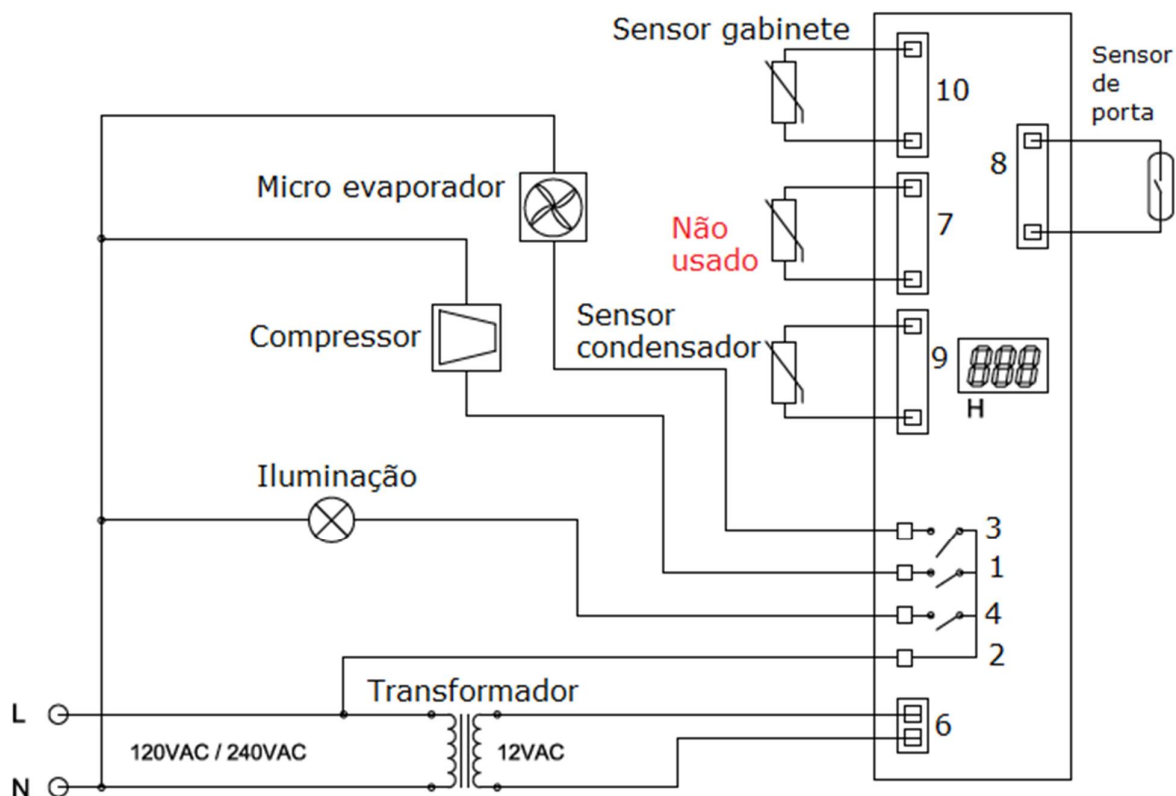 Sensor gabinete
10
Sensor
de
porta
8
Micro evaporador
7
Não
usado
Compressor
Sensor
condensador
9
888
H
Iluminação
3
1
4
2
Transformador
L
120VAC / 240VAC
12VAC
6
N